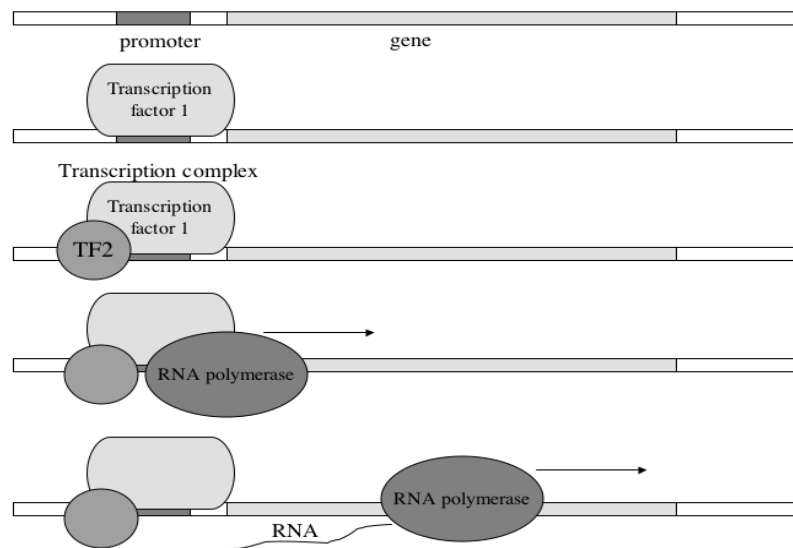 promoter
gene
Transcription
factor 1
Transcription complex
Transcription
factor 1
TF2
RNA polymerase
RNA polymerase
RNA